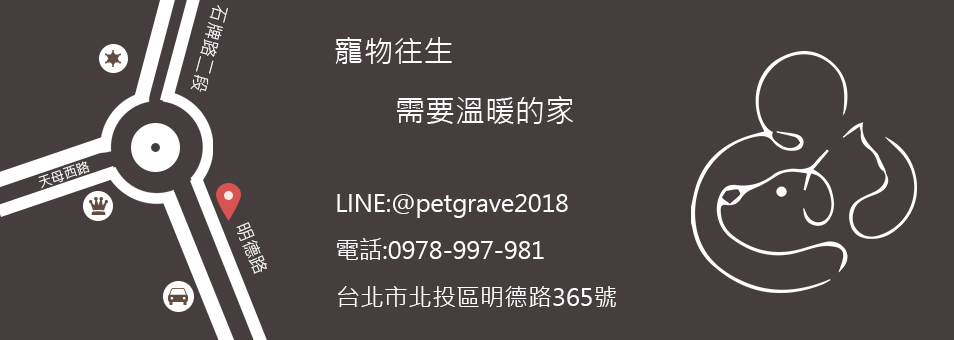 石牌路二段
天母西路
明德路
寵物往生
需要溫暖的家
LINE:@petgrave2018
電話:0978-997-981
台北市北投區明德路365號